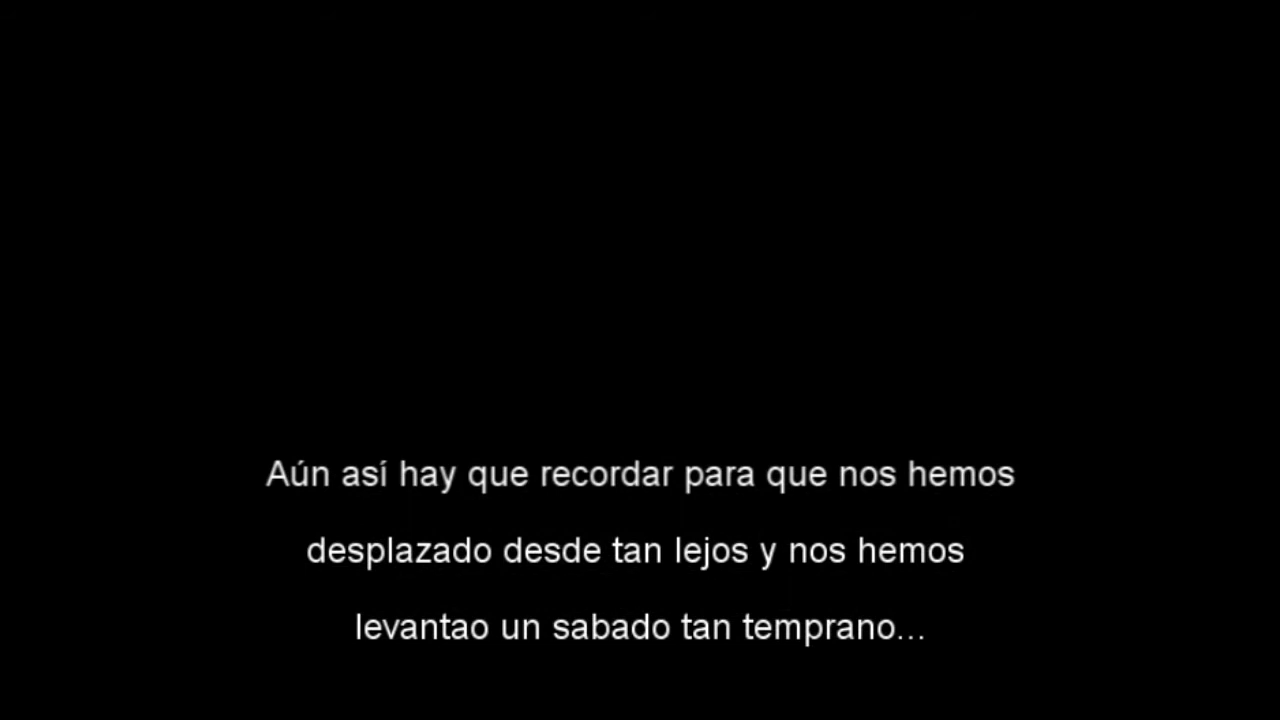 Aún así hay que recordar para que nos hemos
desplazado desde tan lejos y nos hemos
levantao un sabado tan temprano...